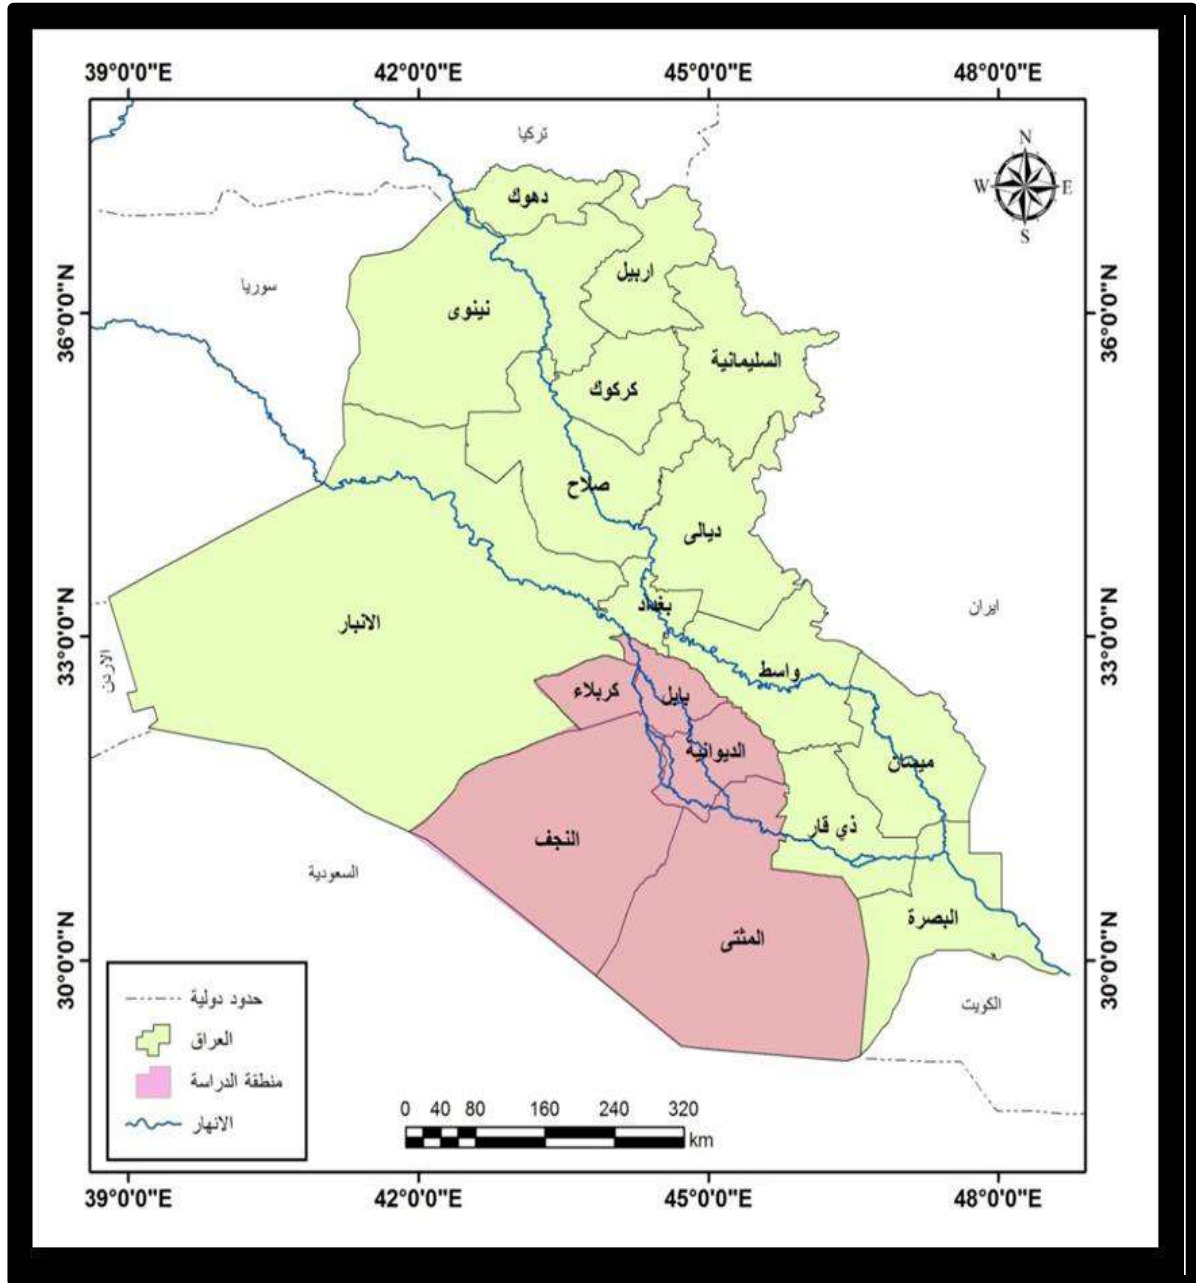 39°0'0"E 42°0'0"E 45°0'0"E 48°0'0"E
تركيا
N
W E
S
دهوك
اربيل
سوريا
36°0'0"N
36°0'0"N
نينوى
السليمانية
كركوك
صلاح
ديالى
بغداد
ايران
الانبار
33°0'0"N
33°0'0"N
الاردن
واسط
كربلاء
بابل
الديوانية
ميسان
ذي قار
النجف
السعودية
البصرة
المثنى
30°0'0"N
30°0'0"N
الكويت
حدود دولية
العراق
منطقة الدراسة
الانهار
0 40 80 160 240 320
km
39°0'0"E 42°0'0"E 45°0'0"E 48°0'0"E